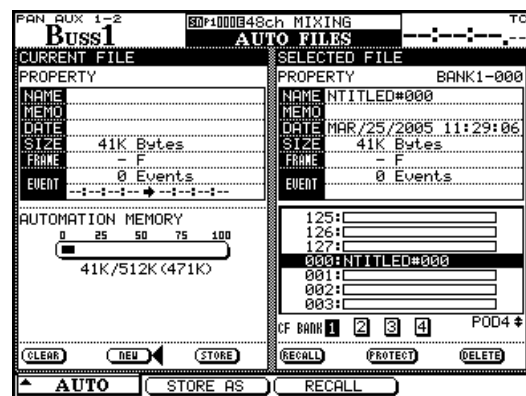 PAN AUX 1-2
Buss1
P1000348ch MIXING
AUTO FILES
TC
--:--:--.--
CURRENT FILE
PROPERTY
NAME
MEMO
DATE
SIZE 41K Bytes
FRAME - F
EVENT 0 Events
--:--:--:-- → --:--:--:--
AUTOMATION MEMORY
0 25 50 75 100
41K/512K(471K)
CLEAR NEW STORE
SELECTED FILE
PROPERTY BANK1-000
NAME NTITLED#000
MEMO
DATE MAR/25/2005 11:29:06
SIZE 41K Bytes
FRAME - F
EVENT 0 Events
125:
126:
127:
000:NTITLED#000
001:
002:
003:
CF BANK 1 2 3 4 POD4
RECALL PROTECT DELETE
AUTO STORE AS RECALL